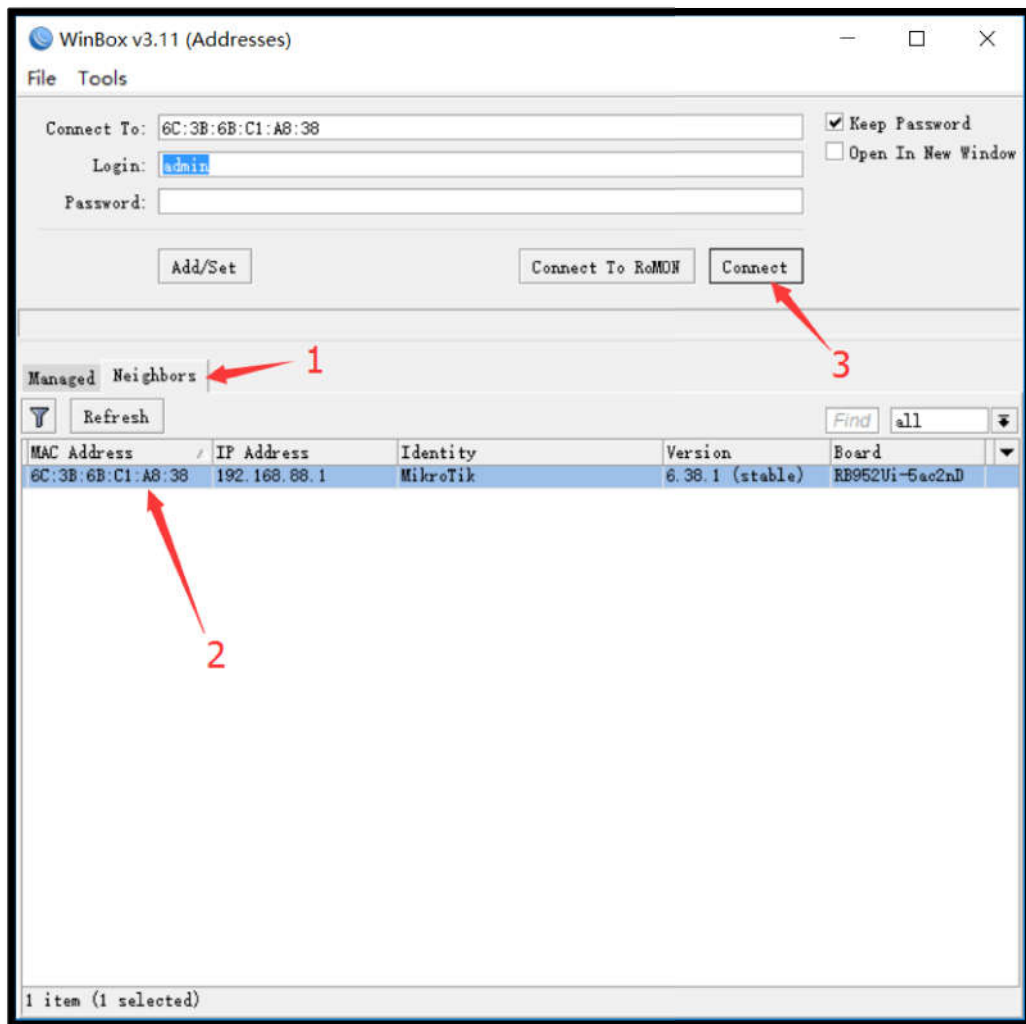 WinBox v3.11 (Addresses)
File Tools
Connect To: 6C:3B:6B:C1:A8:38
Keep Password
Login: admin
Open In New Window
Password:
Add/Set Connect To RoMON Connect
1
3
Managed Neighbors
Refresh Find all
MAC Address IP Address Identity Version Board
6C:3B:6B:C1:A8:38 192.168.88.1 MikroTik 6.38.1 (stable) RB952Ui-5ac2nD
2
1 item (1 selected)